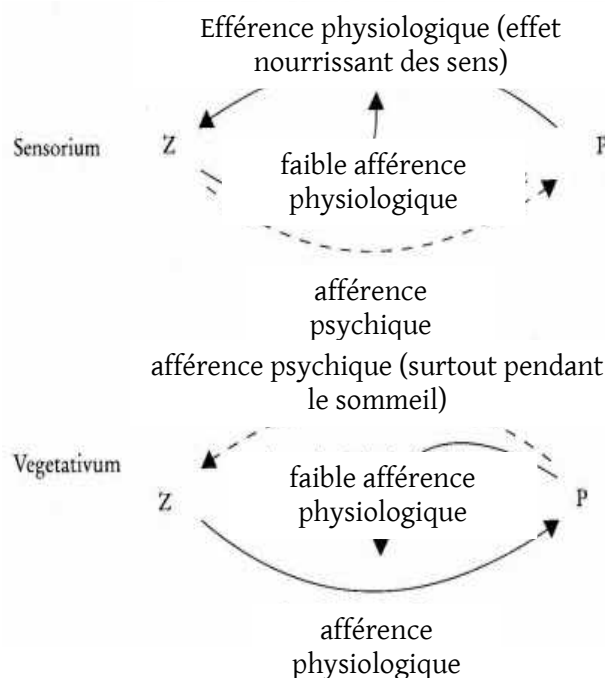 Efférence physiologique (effet
nourrissant des sens)
Sensorium Z P
faible afférence
physiologique
afférence
psychique
afférence psychique (surtout pendant
le sommeil)
Vegetativum
Z P
faible afférence
physiologique
afférence
physiologique